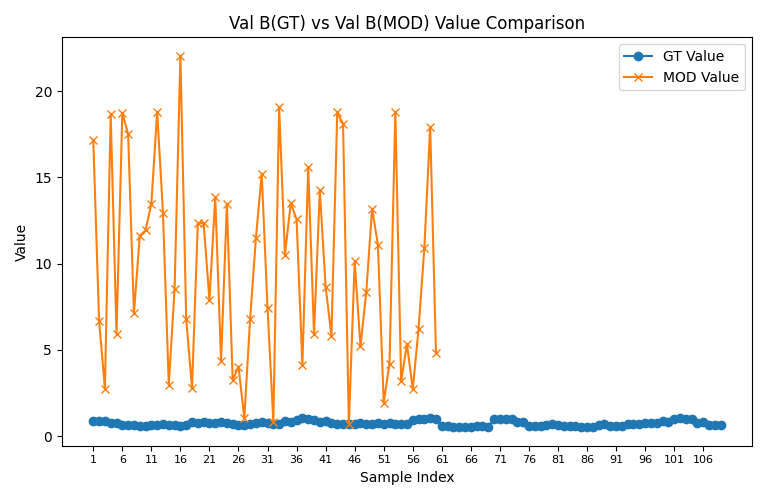 Val B(GT) vs Val B(MOD) Value Comparison
GT Value
MOD Value
Value
20
15
10
5
0
1 6 11 16 21 26 31 36 41 46 51 56 61 66 71 76 81 86 91 96 101 106
Sample Index